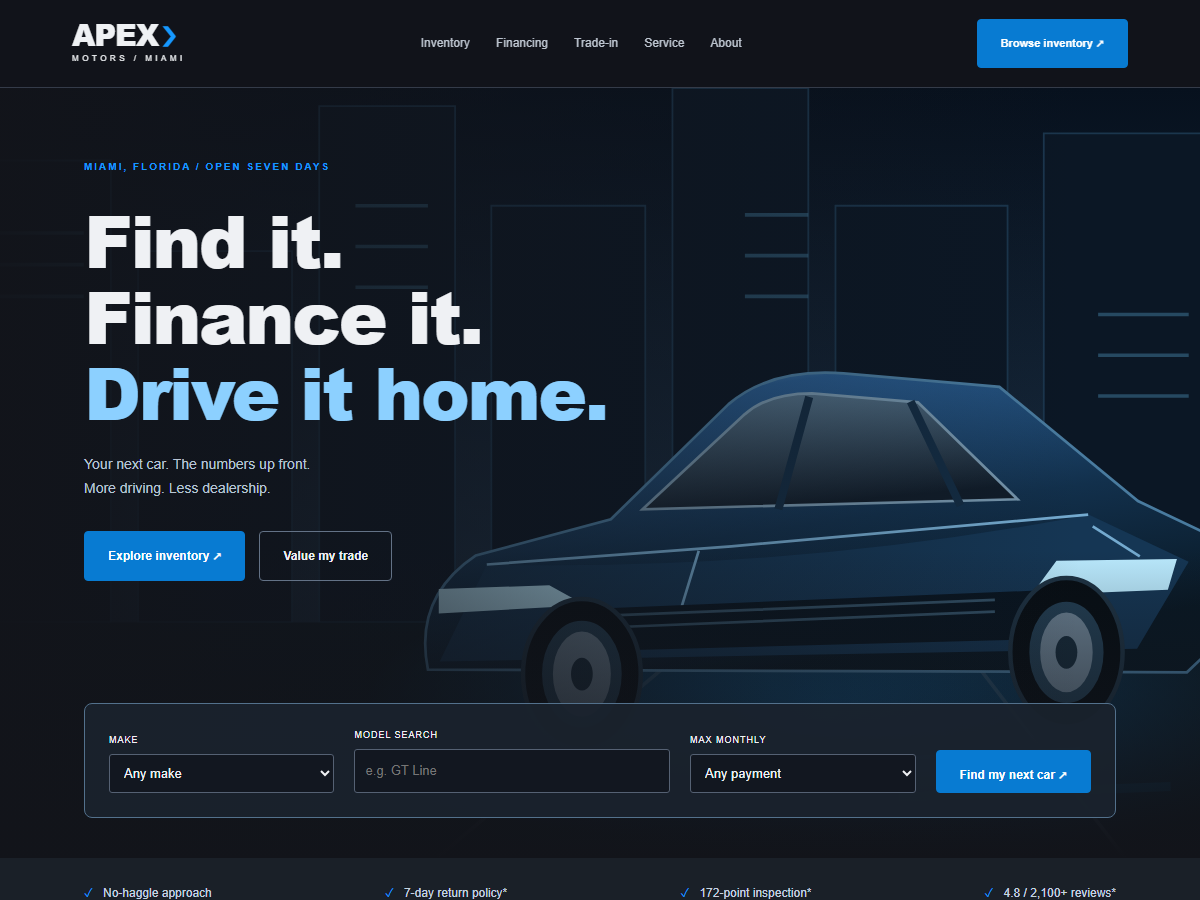 APEX
MOTORS / MIAMI
Inventory
Financing
Trade-in
Service
About
Browse inventory ↗
MIAMI, FLORIDA / OPEN SEVEN DAYS
Find it.
Finance it.
Drive it home.
Your next car. The numbers up front.
More driving. Less dealership.
Explore inventory ↗
Value my trade
MAKE
Any make
MODEL SEARCH
e.g. GT Line
MAX MONTHLY
Any payment
Find my next car ↗
✓ No-haggle approach
✓ 7-day return policy*
✓ 172-point inspection*
✓ 4.8 / 2,100+ reviews*